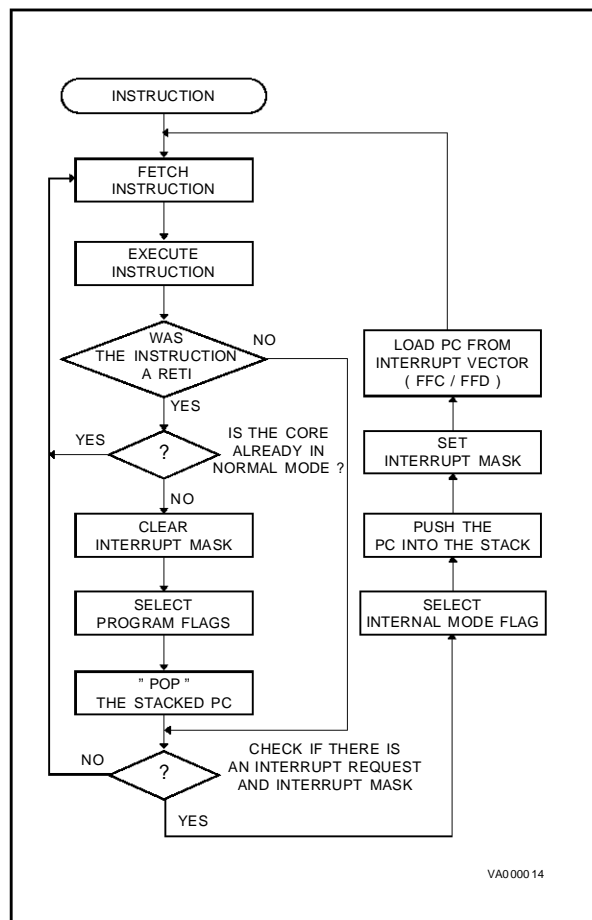 INSTRUCTION
FETCH
INSTRUCTION
EXECUTE
INSTRUCTION
WAS
THE INSTRUCTION
A RETI
NO
YES
?
YES
IS THE CORE
ALREADY IN
NORMAL MODE ?
NO
CLEAR
INTERRUPT MASK
SELECT
PROGRAM FLAGS
" POP "
THE STACKED PC
?
NO
CHECK IF THERE IS
AN INTERRUPT REQUEST
AND INTERRUPT MASK
YES
SELECT
INTERNAL MODE FLAG
PUSH THE
PC INTO THE STACK
SET
INTERRUPT MASK
LOAD PC FROM
INTERRUPT VECTOR
( FFC / FFD )
VA000014